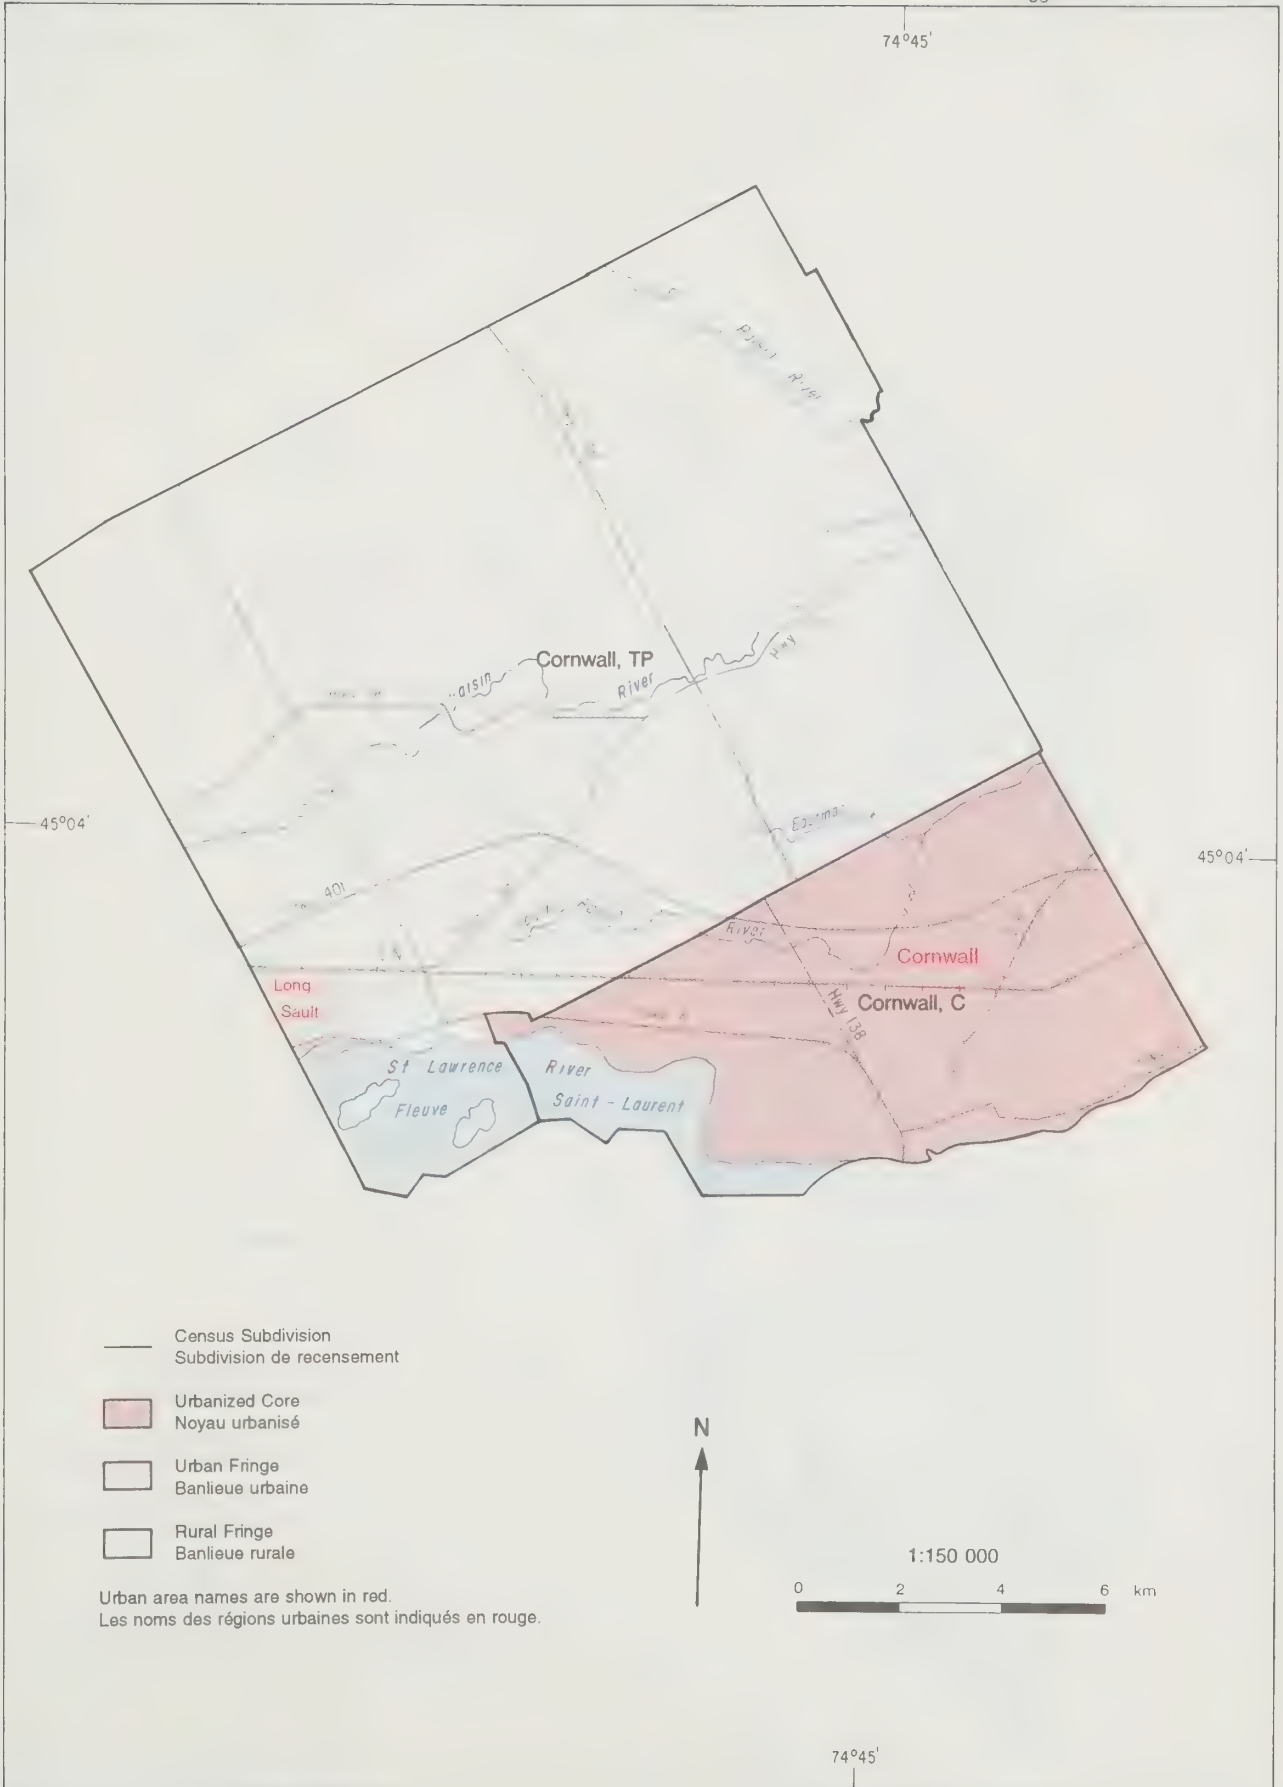 74°45'
River
Cornwall, TP
River
Hwy
45°04'
45°04'
401
River
Cornwall
Long
Sault
Cornwall, C
Hwy 138
St Lawrence
River
Fleuve
Saint - Laurent
Census Subdivision
Subdivision de recensement
Urbanized Core
Noyau urbanisé
Urban Fringe
Banlieue urbaine
Rural Fringe
Banlieue rurale
N
Urban area names are shown in red.
Les noms des régions urbaines sont indiqués en rouge.
1:150 000
0 2 4 6 km
74°45'